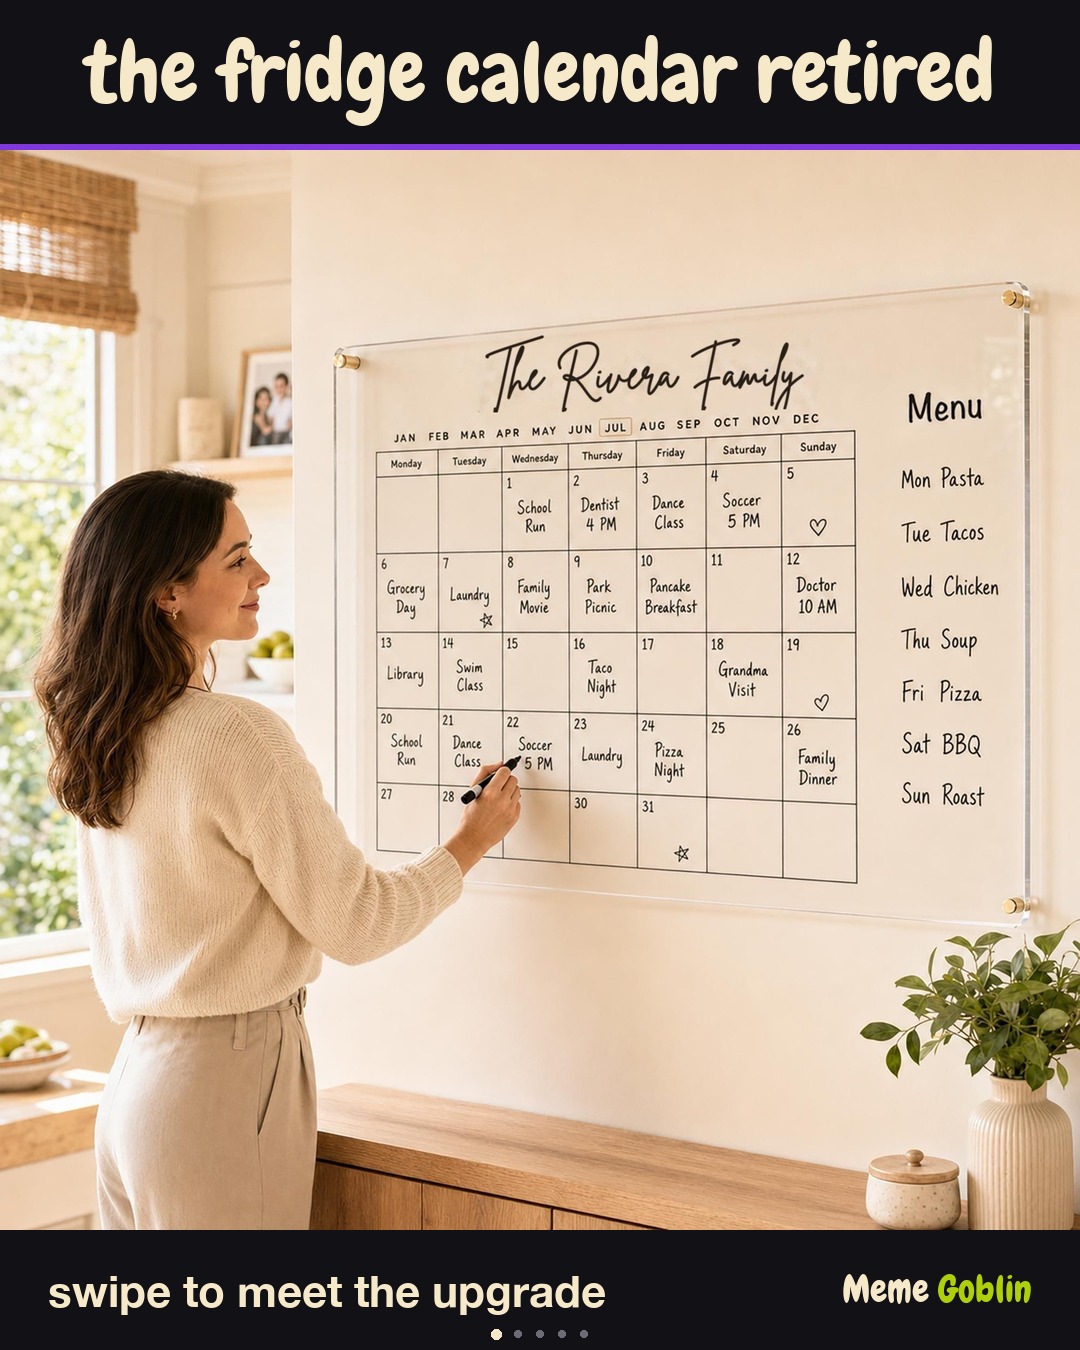 the fridge calendar retired
The Rivera Family
JAN FEB MAR APR MAY JUN JUL AUG SEP OCT NOV DEC
Monday Tuesday Wednesday Thursday Friday Saturday Sunday
1 2 3 4 5
School Run
Dentist 4 PM
Dance Class
Soccer 5 PM
6 7 8 9 10 11 12
Grocery Day
Laundry
Family Movie
Park Picnic
Pancake Breakfast
Doctor 10 AM
13 14 15 16 17 18 19
Library
Swim Class
Taco Night
Grandma Visit
20 21 22 23 24 25 26
School Run
Dance Class
Soccer 5 PM
Laundry
Pizza Night
Family Dinner
27 28 30 31
Menu
Mon Pasta
Tue Tacos
Wed Chicken
Thu Soup
Fri Pizza
Sat BBQ
Sun Roast
swipe to meet the upgrade
Meme Goblin